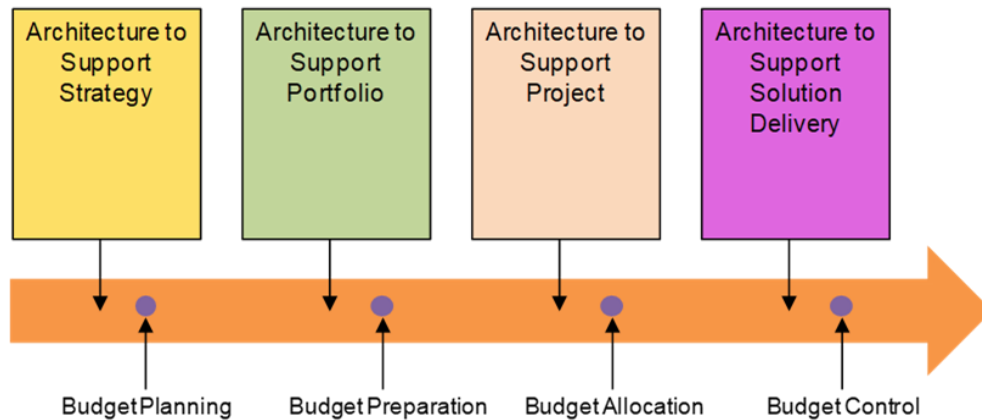 Architecture to
Support
Strategy
Architecture to
Support
Portfolio
Architecture to
Support
Project
Architecture to
Support
Solution
Delivery
Budget Planning
Budget Preparation
Budget Allocation
Budget Control